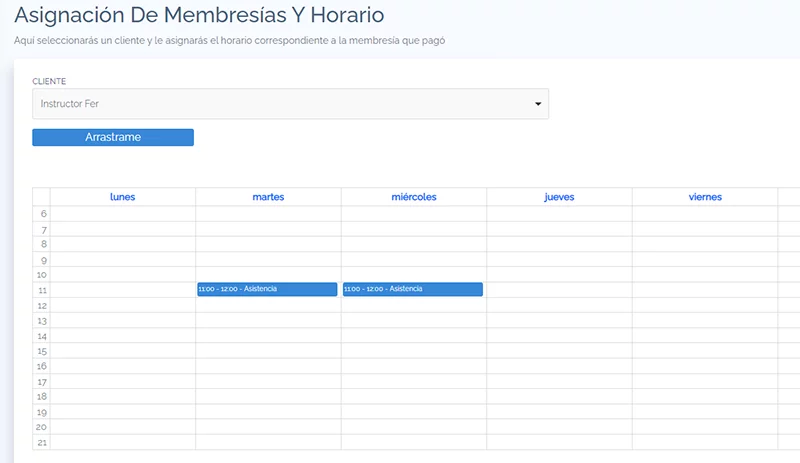 Asignación De Membresías Y Horario
Aquí seleccionarás un cliente y le asignarás el horario correspondiente a la membresía que pagó
CLIENTE
Instructor Fer
Arrastrame
lunes martes miércoles jueves viernes
6
7
8
9
10
11 11:00 - 12:00 - Asistencia 11:00 - 12:00 - Asistencia
12
13
14
15
16
17
18
19
20
21